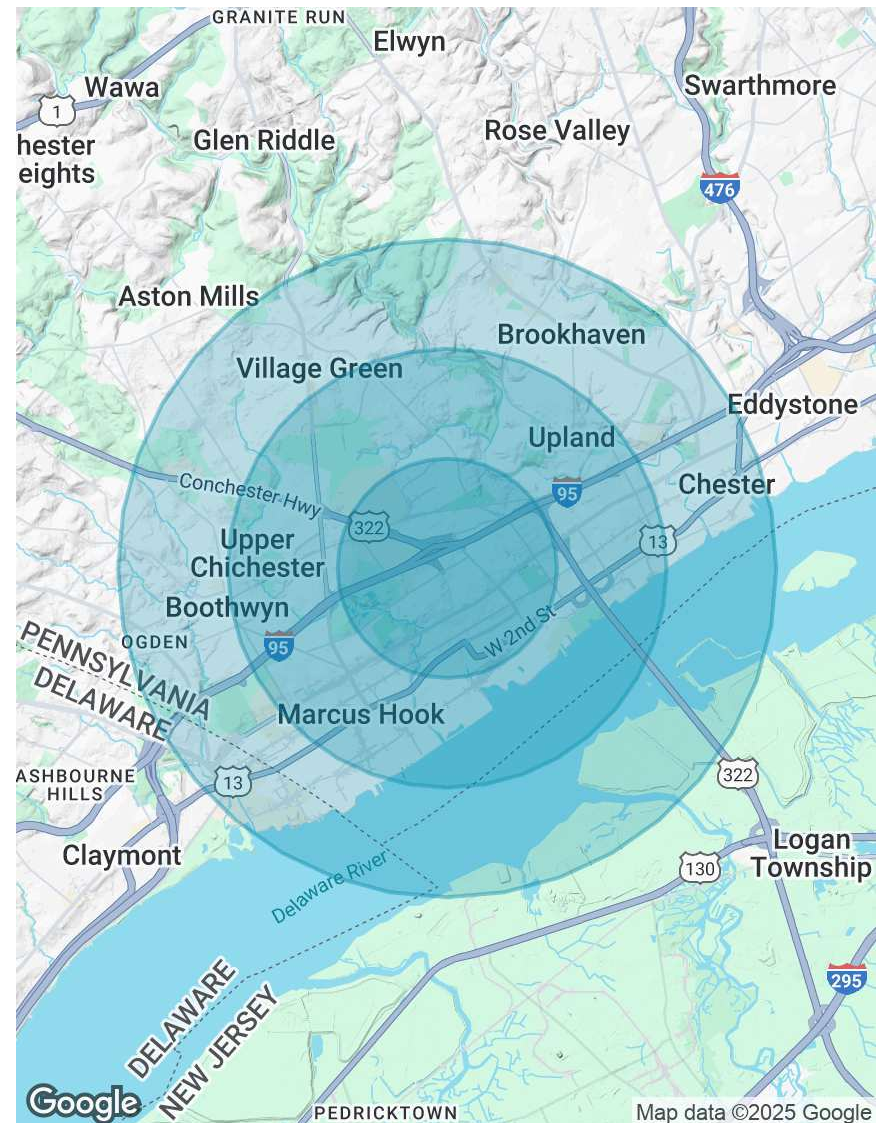 GRANITE RUN
Elwyn
Wawa
Swarthmore
1
Rose Valley
Glen Riddle
hester
eights
476
Aston Mills
Brookhaven
Village Green
Eddystone
Upland
Chester
Conchester Hwy
95
322
13
Upper
Chichester
Boothwyn
OGDEN
W 2nd St
95
PENNSYLVANIA
DELAWARE
Marcus Hook
ASHBOURNE
HILLS
13
322
Claymont
Logan
Township
130
Delaware River
295
DELAWARE
NEW JERSEY
Google
PEDRICKTOWN
Map data ©2025 Google